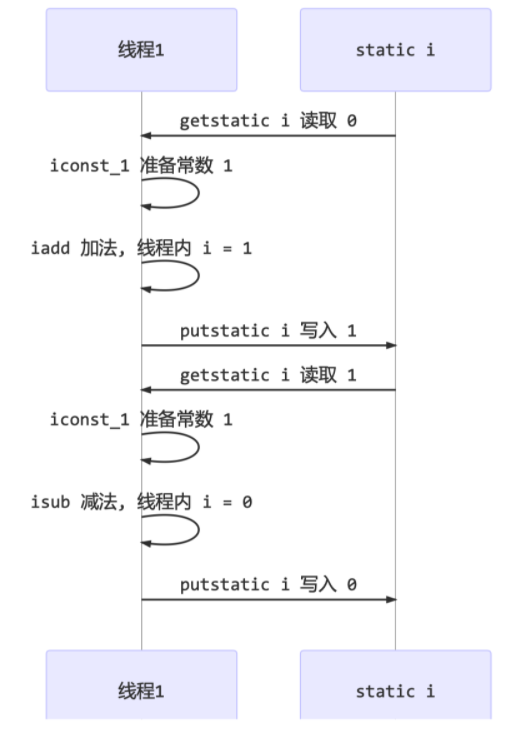 线程1
static i
getstatic i 读取 0
iconst_1 准备常数 1
iadd 加法, 线程内 i = 1
putstatic i 写入 1
getstatic i 读取 1
iconst_1 准备常数 1
isub 减法, 线程内 i = 0
putstatic i 写入 0
线程1
static i